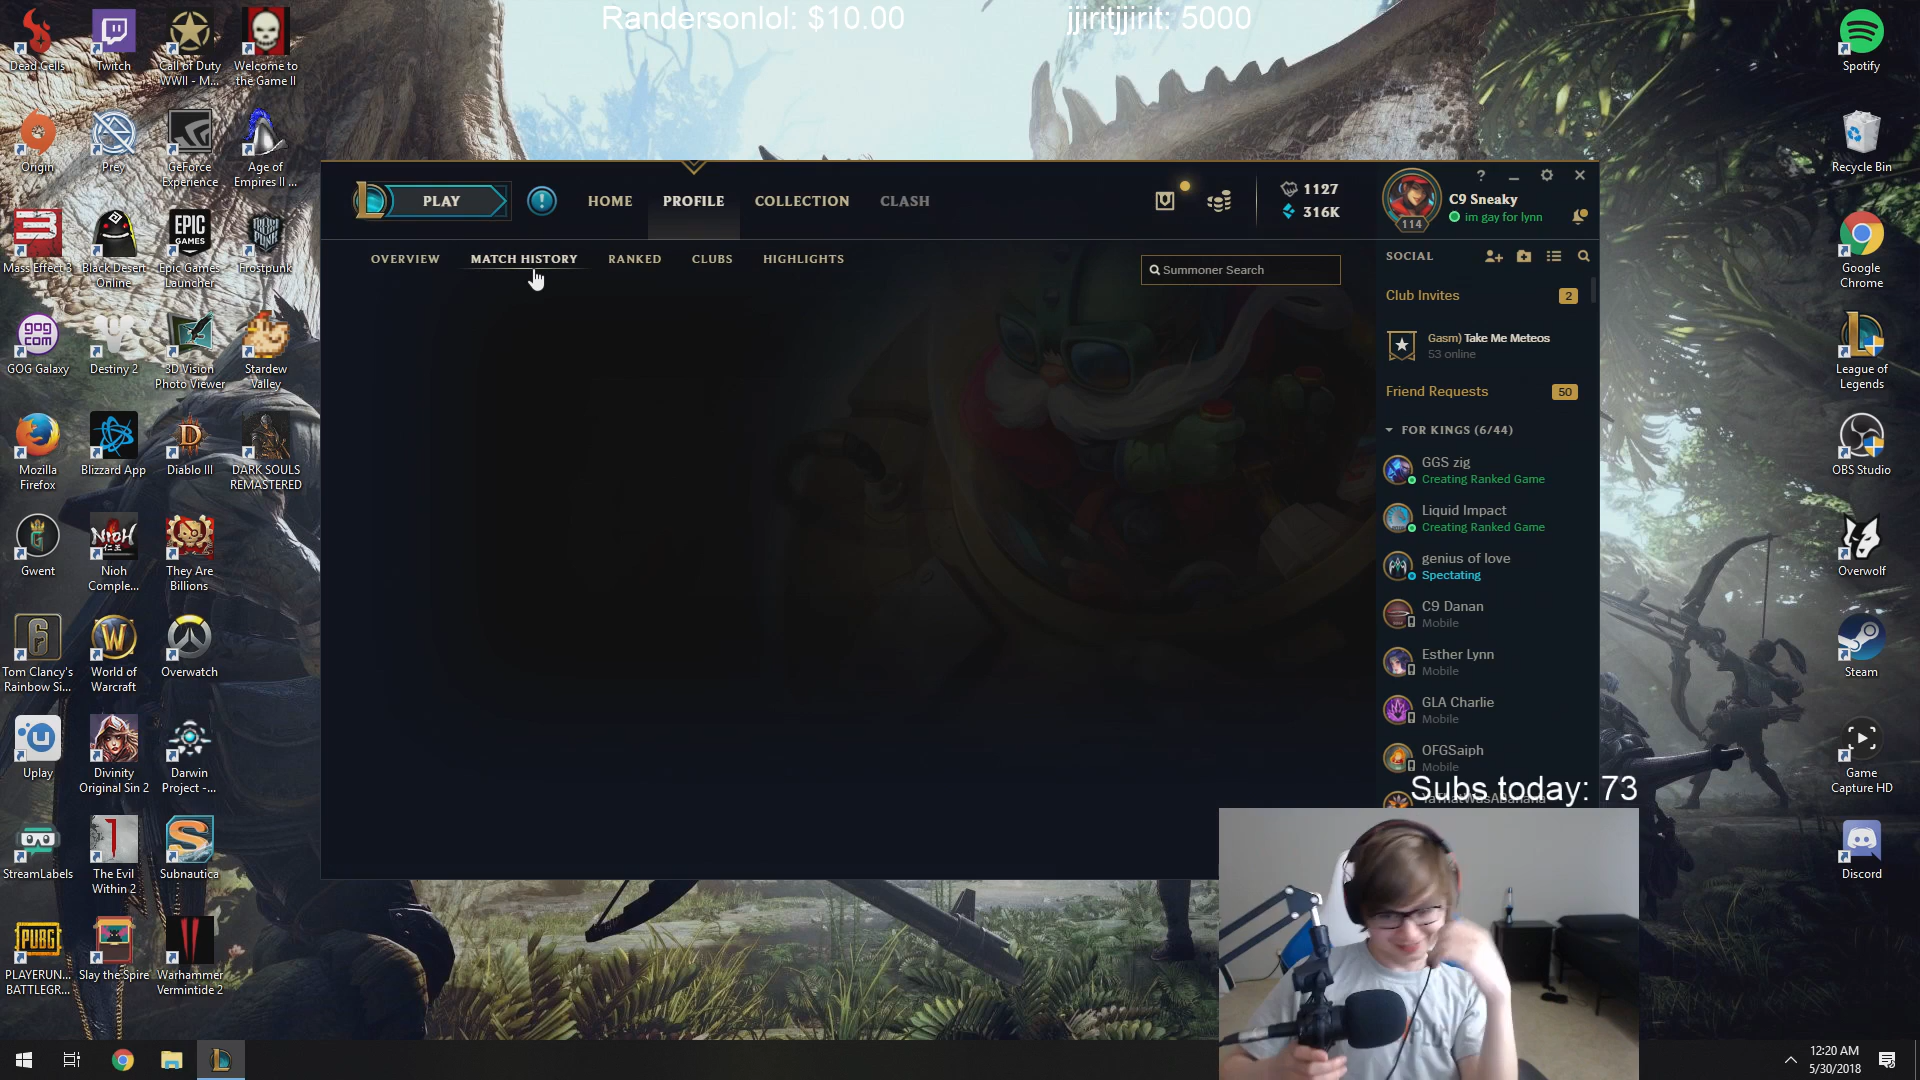 Randersonlol: $10.00
jjiritjjirit: 5000
Dead Cells
Twitch
Call of Duty
WWII - M...
Welcome to
the Game II
Origin
Prey
GeForce
Experience
Age of
Empires II ...
Mass Effect 3
Black Desert
Online
EPIC
GAMES
Epic Games
Launcher
Frostpunk
gog
com
GOG Galaxy
Destiny 2
3D Vision
Photo Viewer
Stardew
Valley
Mozilla
Firefox
Blizzard App
Diablo III
DARK SOULS
REMASTERED
Gwent
NIOH
Nioh
Comple...
They Are
Billions
Tom Clancy's
Rainbow Si...
World of
Warcraft
Overwatch
Uplay
Divinity
Original Sin 2
Darwin
Project -...
StreamLabels
The Evil
Within 2
Subnautica
PUBG
PLAYERUN...
BATTLEGR...
Slay the Spire
Warhammer
Vermintide 2
PLAY
HOME
PROFILE
COLLECTION
CLASH
1127
316K
114
C9 Sneaky
im gay for lynn
OVERVIEW
MATCH HISTORY
RANKED
CLUBS
HIGHLIGHTS
Summoner Search
SOCIAL
Club Invites
2
Gasm) Take Me Meteos
53 online
Friend Requests
50
FOR KINGS (6/44)
GGS zig
Creating Ranked Game
Liquid Impact
Creating Ranked Game
genius of love
Spectating
C9 Danan
Mobile
Esther Lynn
Mobile
GLA Charlie
Mobile
OFGSaiph
Mobile
Subs today: 73
Spotify
Recycle Bin
Google
Chrome
League of
Legends
OBS Studio
Overwolf
Steam
Game
Capture HD
Discord
12:20 AM
5/30/2018